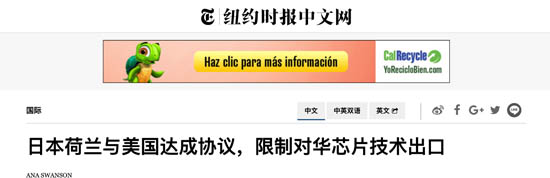 纽约时报中文网
Haz clic para más información
CalRecycle
YoRecicloBien.com
国际
中文 中英双语 英文
日本荷兰与美国达成协议，限制对华芯片技术出口
ANA SWANSON